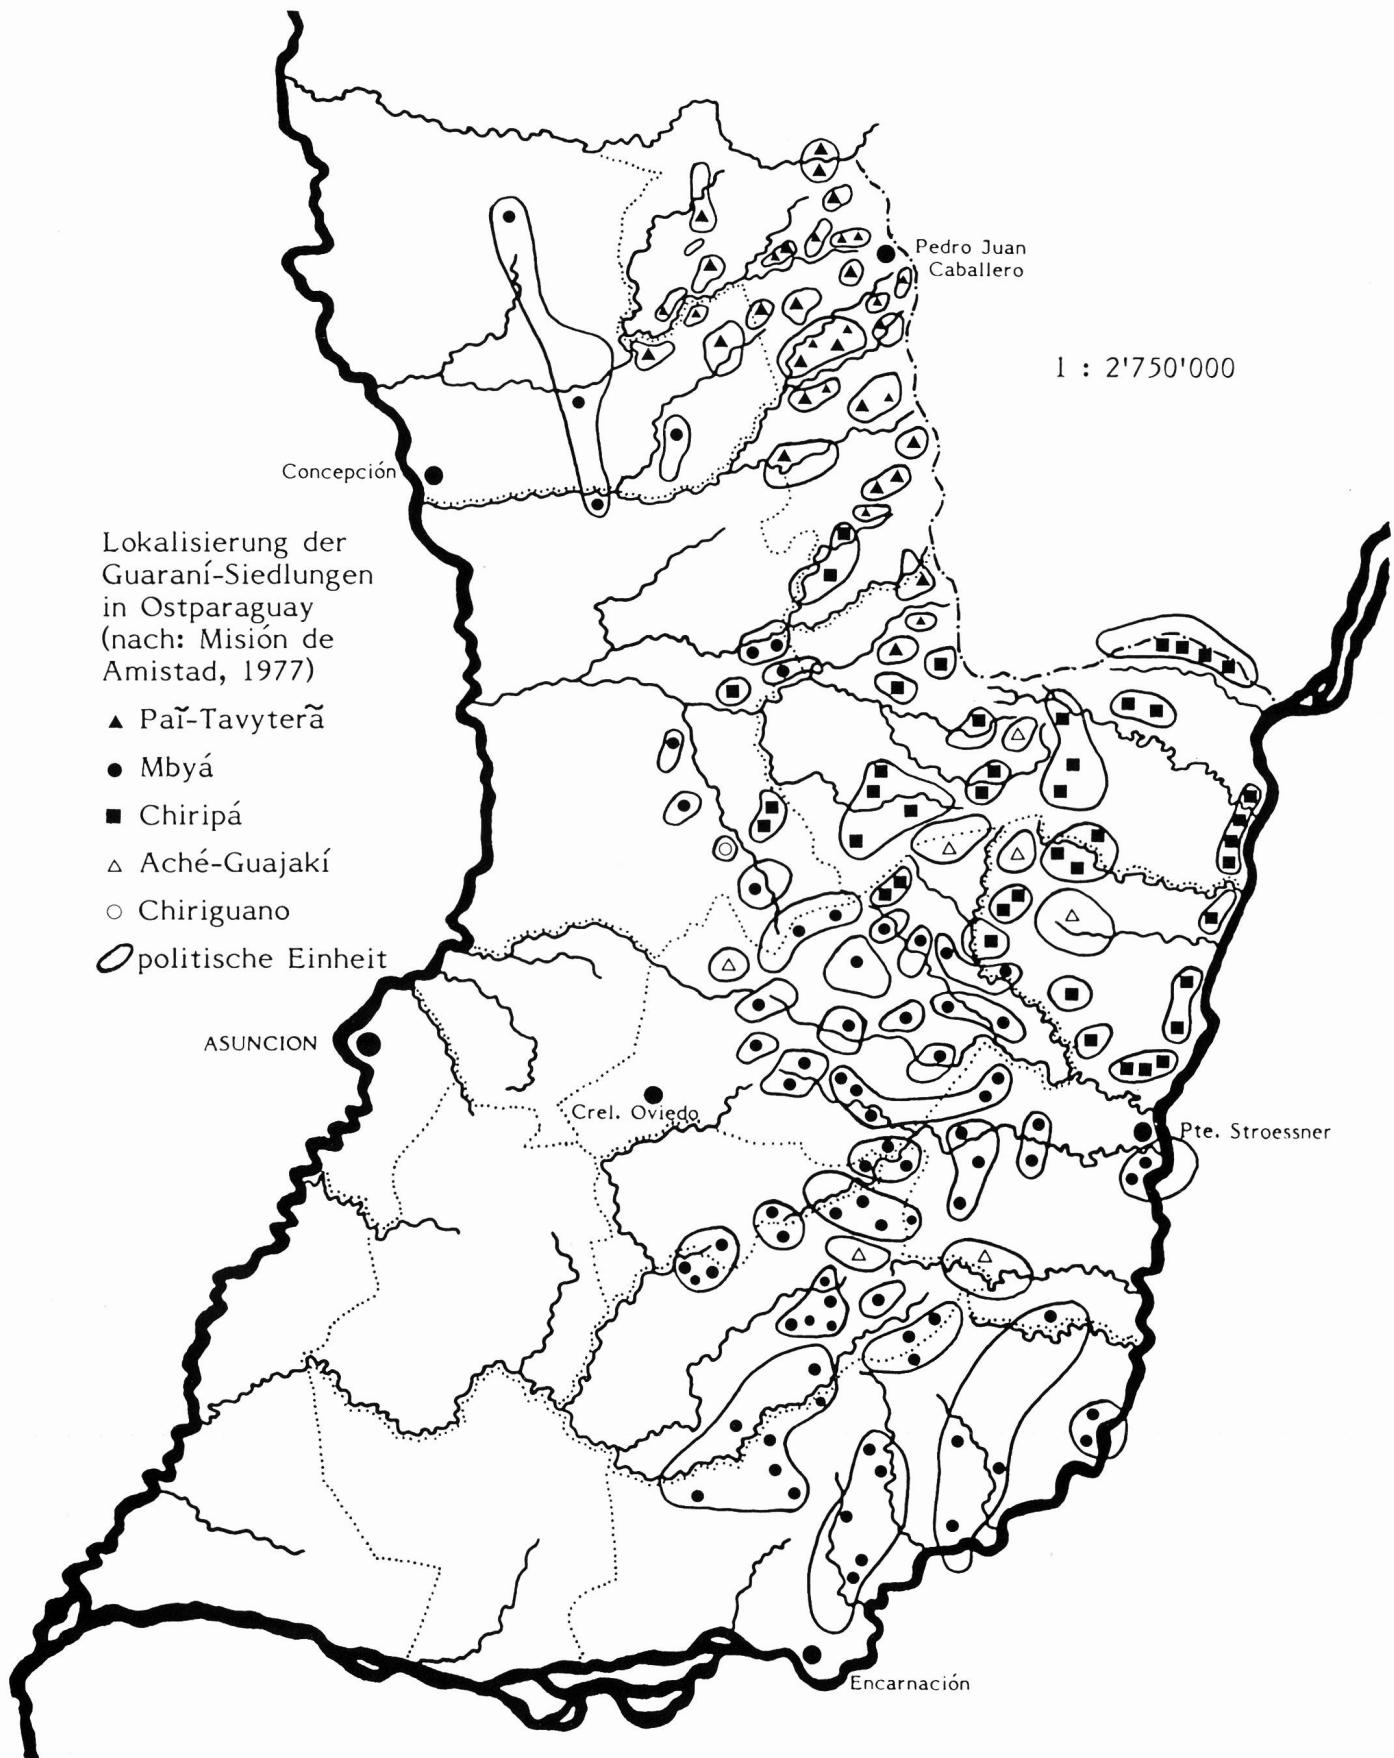 Pedro Juan
Caballero
1 : 2'750'000
Concepción
Lokalisierung der
Guaraní-Siedlungen
in Ostparaguay
(nach: Misión de
Amistad, 1977)
Paĩ-Tavyterã
Mbyá
Chiripá
Aché-Guajakí
Chiriguano
politische Einheit
ASUNCION
Crel. Oviedo
Pte. Stroessner
Encarnación